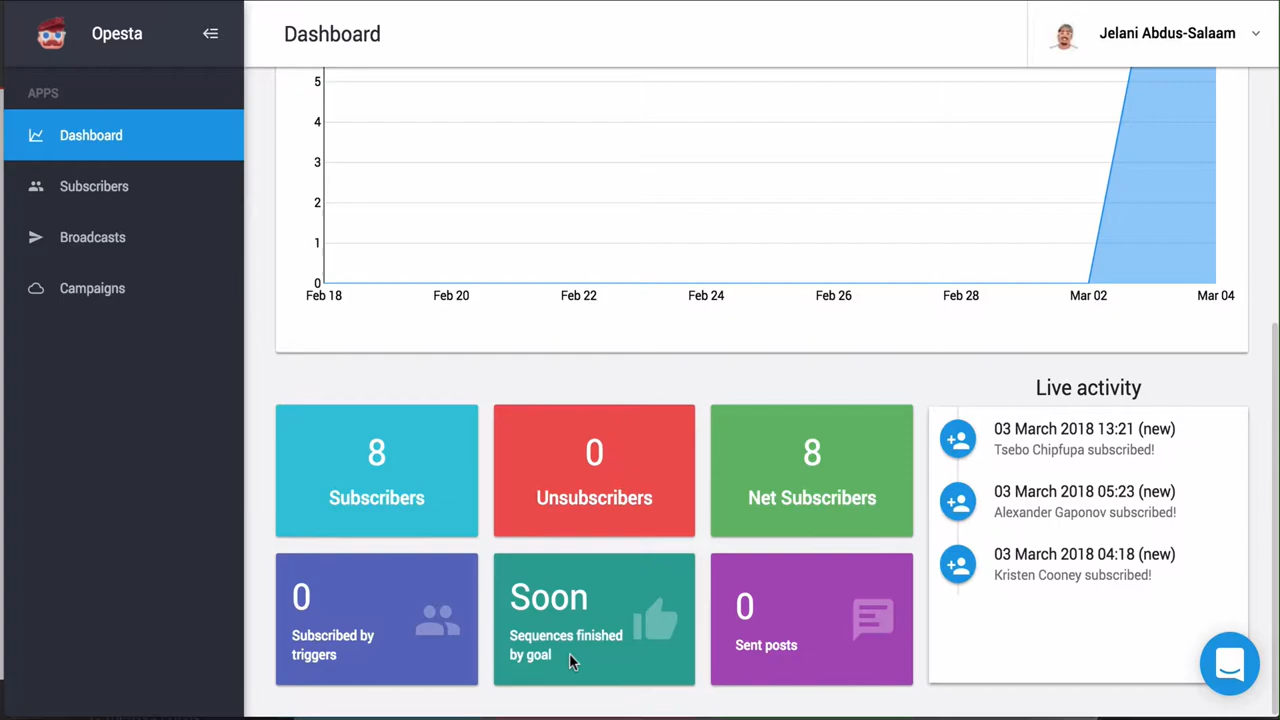 Opesta
Dashboard
Jelani Abdus-Salaam
APPS
Dashboard
Subscribers
Broadcasts
Campaigns
5
4
3
2
1
0
Feb 18 Feb 20 Feb 22 Feb 24 Feb 26 Feb 28 Mar 02 Mar 04
8
Subscribers
0
Unsubscribers
8
Net Subscribers
0
Subscribed by
triggers
Soon
Sequences finished
by goal
0
Sent posts
Live activity
03 March 2018 13:21 (new)
Tsebo Chipfupa subscribed!
03 March 2018 05:23 (new)
Alexander Gaponov subscribed!
03 March 2018 04:18 (new)
Kristen Cooney subscribed!